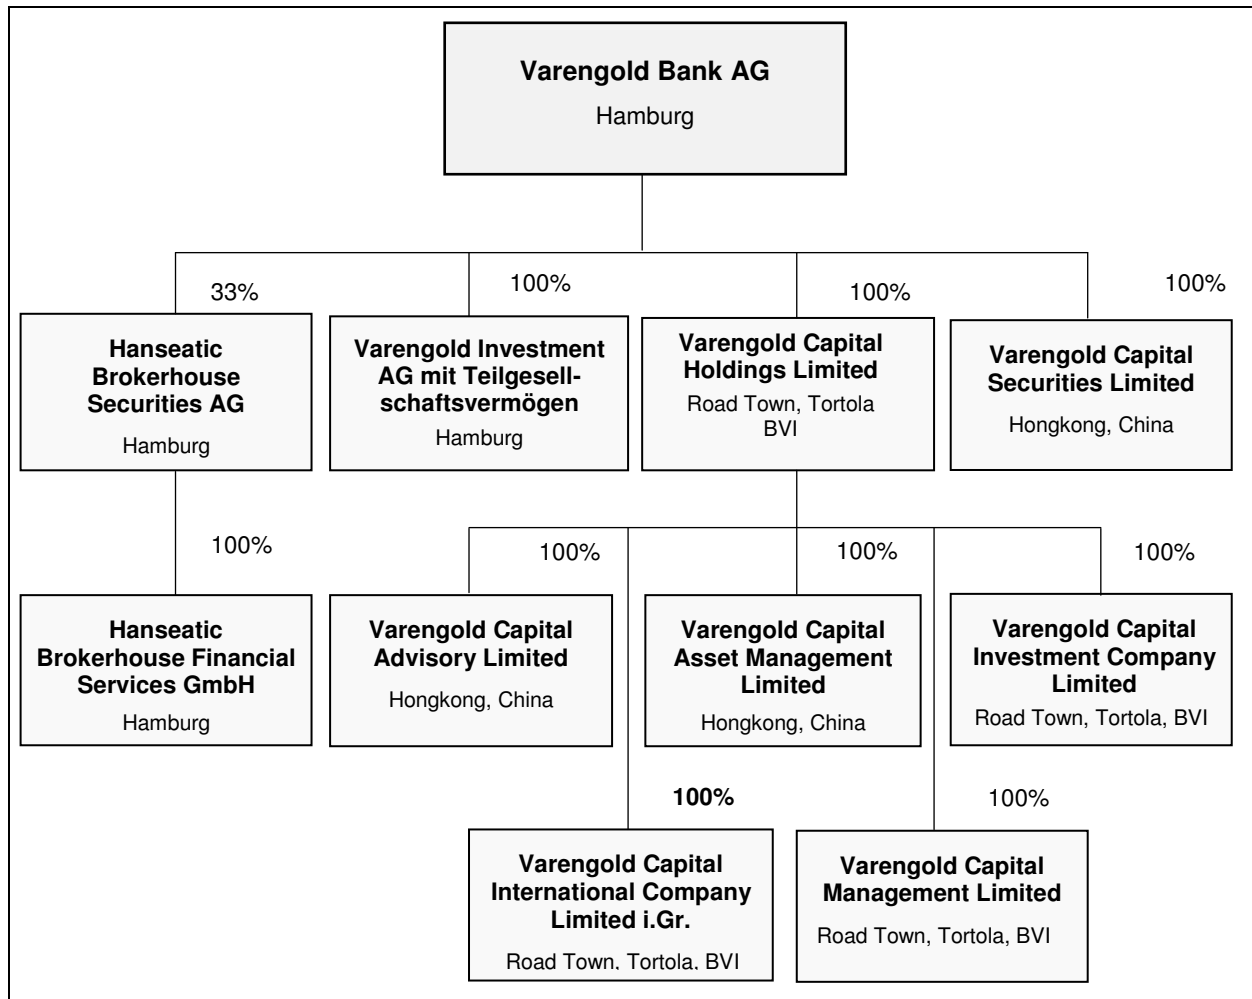 Varengold Bank AG
Hamburg
33%
100%
100%
100%
Hanseatic
Brokerhouse
Securities AG
Hamburg
Varengold Investment
AG mit Teilgesell-
schaftsvermögen
Hamburg
Varengold Capital
Holdings Limited
Road Town, Tortola
BVI
Varengold Capital
Securities Limited
Hongkong, China
100%
100%
100%
100%
Hanseatic
Brokerhouse Financial
Services GmbH
Hamburg
Varengold Capital
Advisory Limited
Hongkong, China
Varengold Capital
Asset Management
Limited
Hongkong, China
Varengold Capital
Investment Company
Limited
Road Town, Tortola, BVI
100%
100%
Varengold Capital
International Company
Limited i.Gr.
Road Town, Tortola, BVI
Varengold Capital
Management Limited
Road Town, Tortola, BVI